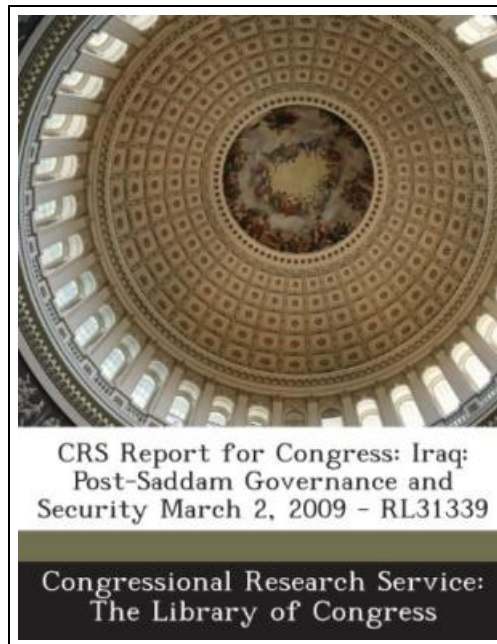 CRS Report for Congress: Iraq:
Post-Saddam Governance and
Security March 2, 2009 - RL31339
Congressional Research Service:
The Library of Congress